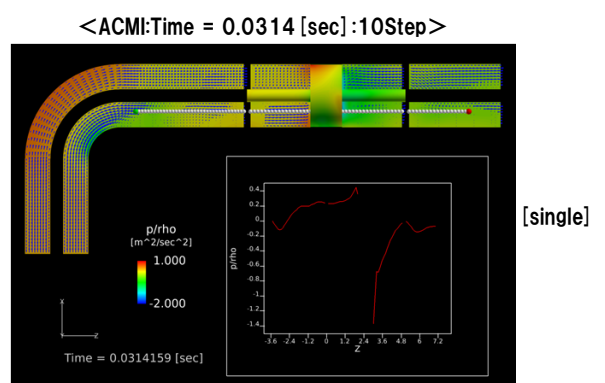 <ACMI:Time = 0.0314 [sec] :10Step>
[single]
p/rho
[m^2/sec^2]
1.000
-2.000
X
Z
Time = 0.0314159 [sec]
p/rho
0.4
0.2
0
-0.2
-0.4
-0.6
-0.8
-1
-1.2
-1.4
-3.6 -2.4 -1.2 0 1.2 2.4 3.6 4.8 6 7.2
Z